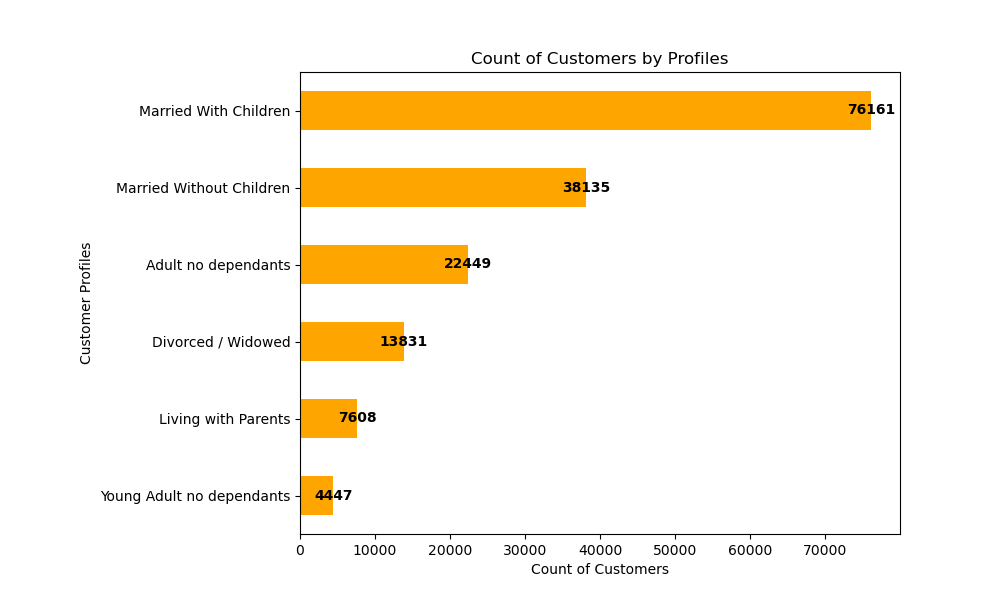 Count of Customers by Profiles
Customer Profiles
Married With Children
76161
Married Without Children
38135
Adult no dependants
22449
Divorced / Widowed
13831
Living with Parents
7608
Young Adult no dependants
4447
0 10000 20000 30000 40000 50000 60000 70000
Count of Customers